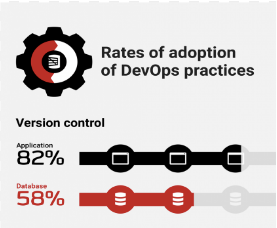 Rates of adoption
of DevOps practices
Version control
Application
82%
Database
58%